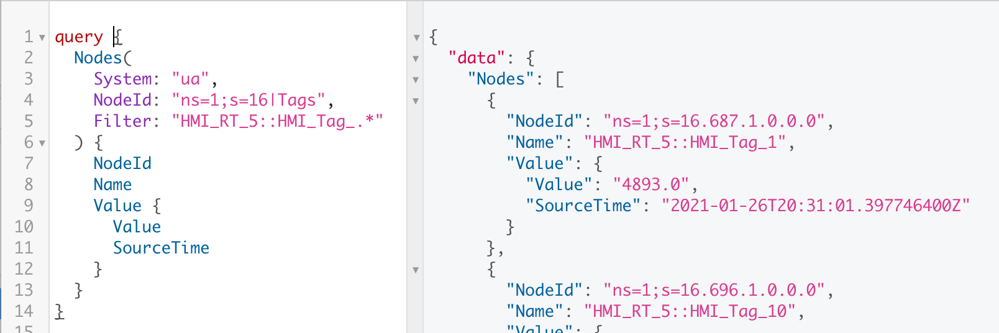 1 query {
2 Nodes(
3 System: "ua",
4 NodeId: "ns=1;s=16|Tags",
5 Filter: "HMI_RT_5::HMI_Tag_.*"
6 ) {
7 NodeId
8 Name
9 Value {
10 Value
11 SourceTime
12 }
13 }
14 }
15
{
"data": {
"Nodes": [
{
"NodeId": "ns=1;s=16.687.1.0.0.0",
"Name": "HMI_RT_5::HMI_Tag_1",
"Value": {
"Value": "4893.0",
"SourceTime": "2021-01-26T20:31:01.397746400Z"
}
},
{
"NodeId": "ns=1;s=16.696.1.0.0.0",
"Name": "HMI_RT_5::HMI_Tag_10",
"Value": {